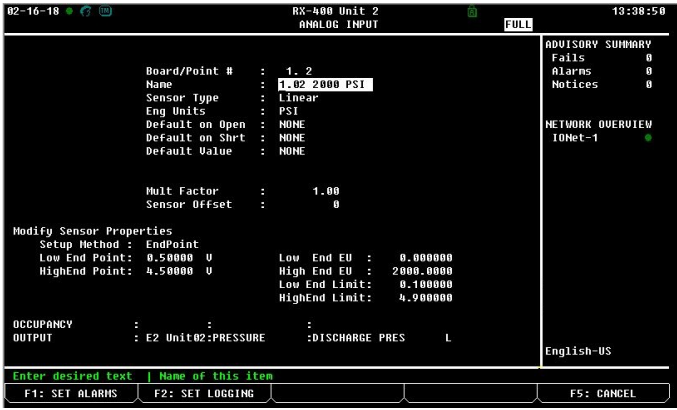 02-16-18 RX-400 Unit 2 13:38:50
ANALOG INPUT FULL
ADVISORY SUMMARY
Fails 0
Alarms 0
Notices 0
NETWORK OVERVIEW
IONet-1
Board/Point # : 1. 2
Name : 1.02 2000 PSI
Sensor Type : Linear
Eng Units : PSI
Default on Open : NONE
Default on Shrt : NONE
Default Value : NONE
Mult Factor : 1.00
Sensor Offset : 0
Modify Sensor Properties
Setup Method : EndPoint
Low End Point: 0.50000 V Low End EU : 0.000000
HighEnd Point: 4.50000 V High End EU : 2000.0000
Low End Limit: 0.100000
HighEnd Limit: 4.900000
OCCUPANCY : : :
OUTPUT : E2 Unit02:PRESSURE :DISCHARGE PRES L
English-US
Enter desired text | Name of this item
F1: SET ALARMS F2: SET LOGGING F5: CANCEL